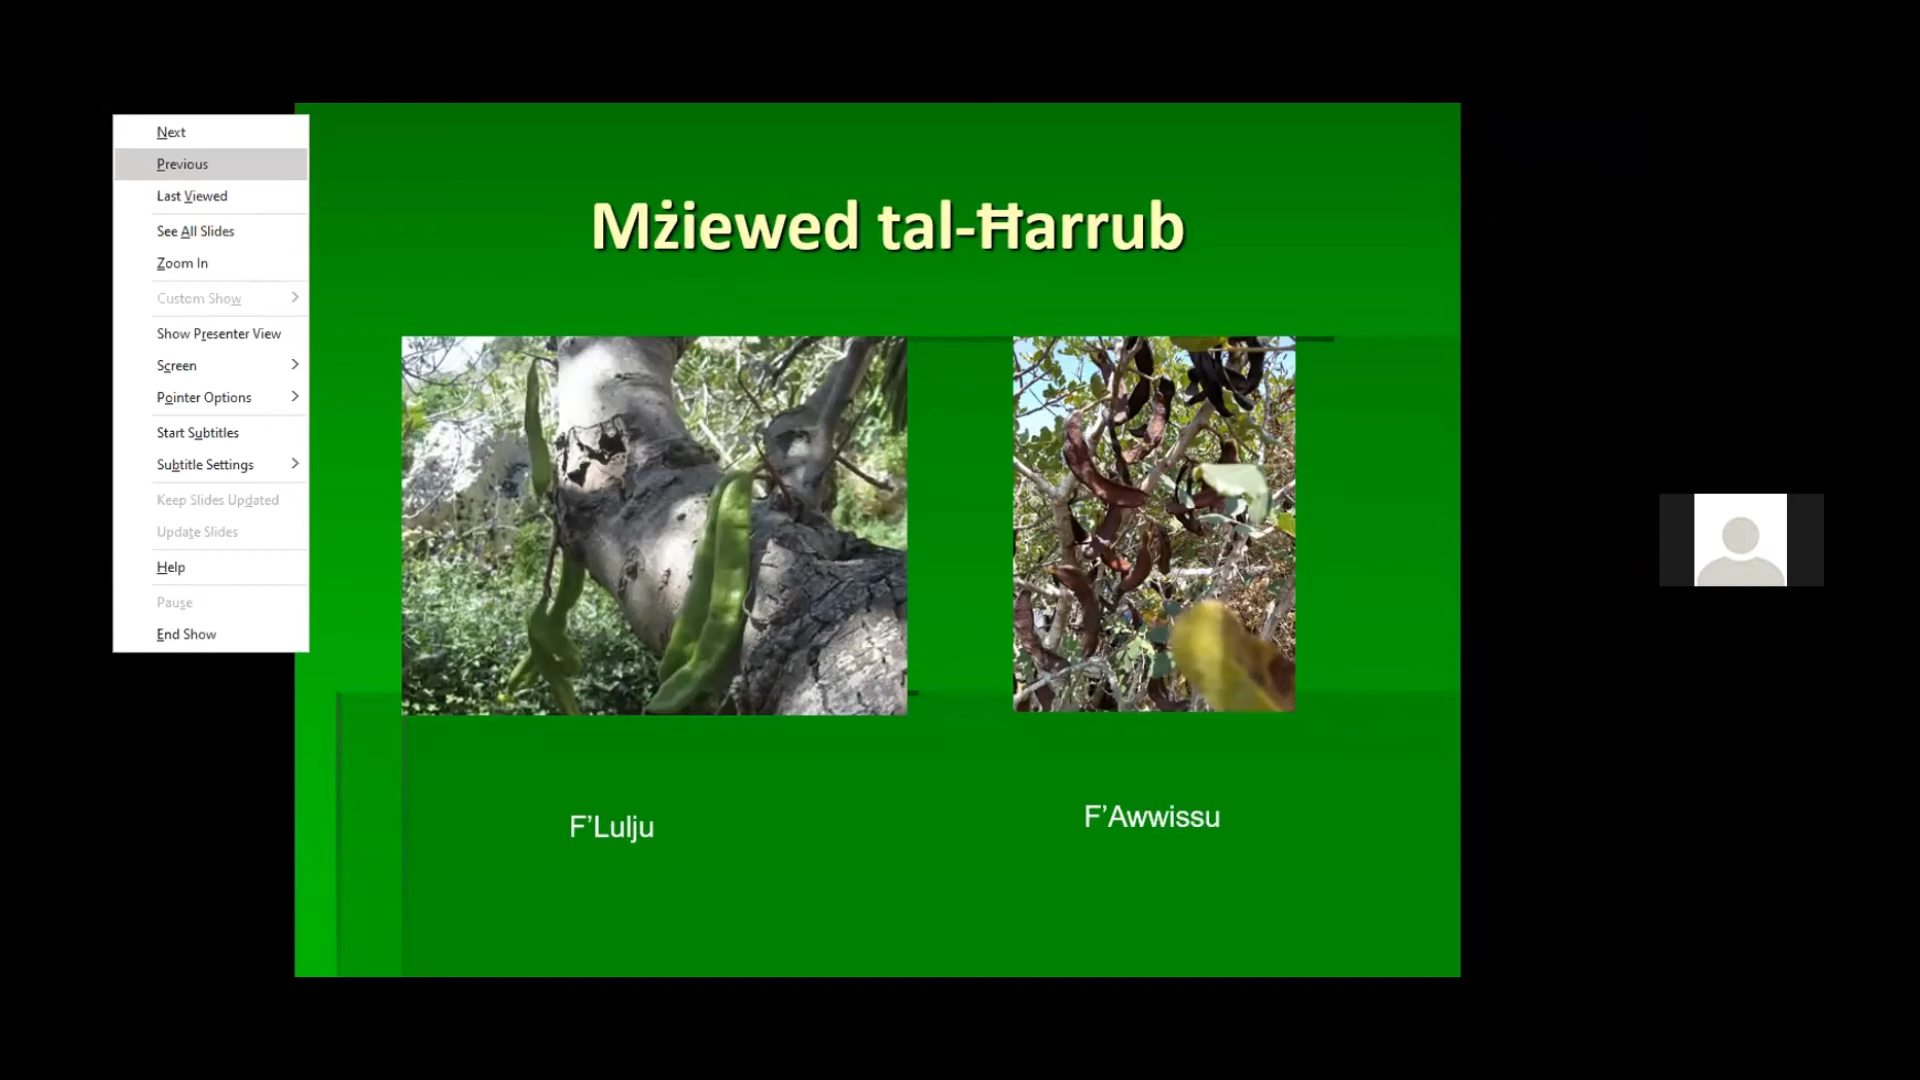 Next
Previous
Last Viewed
See All Slides
Zoom In
Custom Show
Show Presenter View
Screen
Pointer Options
Start Subtitles
Subtitle Settings
Keep Slides Updated
Update Slides
Help
Pause
End Show
Mżiewed tal-Ħarrub
F’Lulju
F’Awwissu